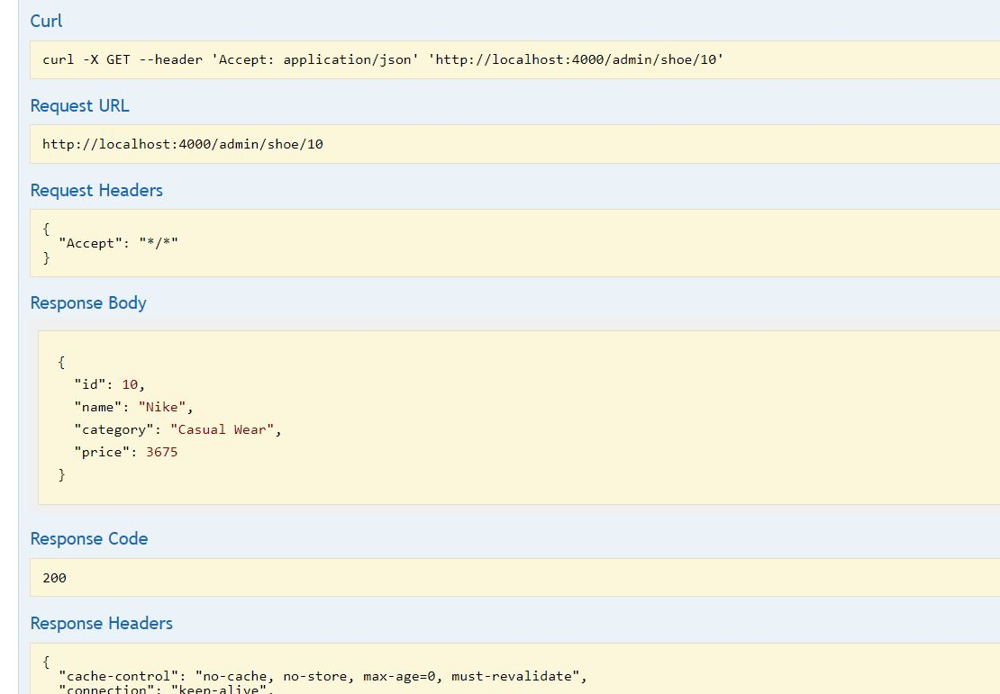 Curl
curl -X GET --header 'Accept: application/json' 'http://localhost:4000/admin/shoe/10'
Request URL
http://localhost:4000/admin/shoe/10
Request Headers
{
  "Accept": "*/*"
}
Response Body
{
  "id": 10,
  "name": "Nike",
  "category": "Casual Wear",
  "price": 3675
}
Response Code
200
Response Headers
{
  "cache-control": "no-cache, no-store, max-age=0, must-revalidate",
  "connection": "keep-alive",